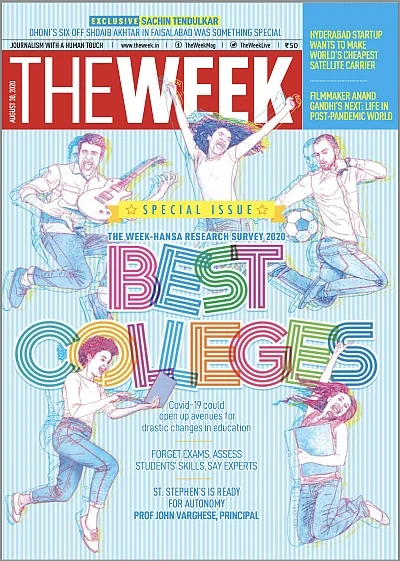 EXCLUSIVE SACHIN TENDULKAR
DHONI'S SIX OFF SHOAIB AKHTAR IN FAISALABAD WAS SOMETHING SPECIAL
JOURNALISM WITH A HUMAN TOUCH | www.theweek.in | TheWeekMag | TheWeekLive | ₹50
HYDERABAD STARTUP
WANTS TO MAKE
WORLD'S CHEAPEST
SATELLITE CARRIER
FILMMAKER ANAND
GANDHI'S NEXT: LIFE IN
POST-PANDEMIC WORLD
AUGUST 30, 2020
THE WEEK
SPECIAL ISSUE
THE WEEK-HANSA RESEARCH SURVEY 2020
BEST
COLLEGES
Covid-19 could
open up avenues for
drastic changes in education
FORGET EXAMS, ASSESS
STUDENTS' SKILLS, SAY EXPERTS
ST. STEPHEN'S IS READY
FOR AUTONOMY
PROF JOHN VARGHESE, PRINCIPAL